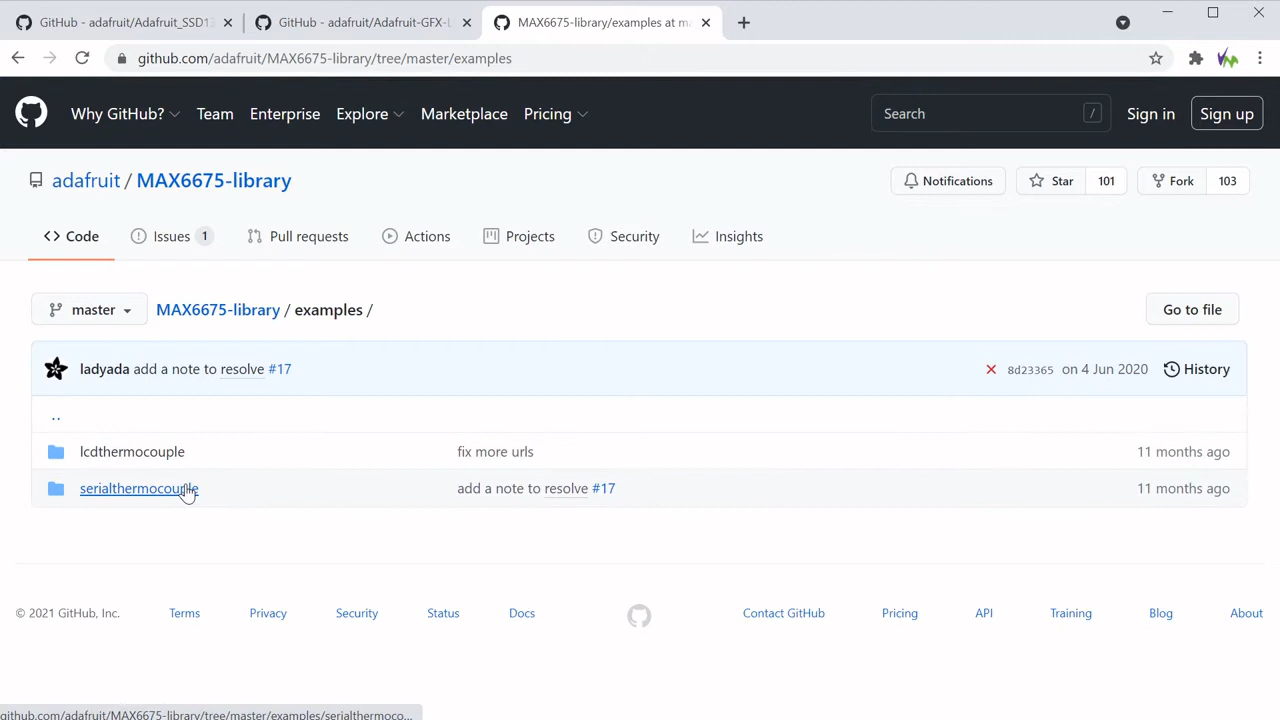 GitHub - adafruit/Adafruit_SSD13
GitHub - adafruit/Adafruit-GFX-L
MAX6675-library/examples at ma
github.com/adafruit/MAX6675-library/tree/master/examples
Why GitHub? Team Enterprise Explore Marketplace Pricing Search / Sign in Sign up
adafruit / MAX6675-library Notifications Star 101 Fork 103
Code Issues 1 Pull requests Actions Projects Security Insights
master MAX6675-library / examples / Go to file
ladyada add a note to resolve #17 8d23365 on 4 Jun 2020 History
..
lcdthermocouple fix more urls 11 months ago
serialthermocouple add a note to resolve #17 11 months ago
© 2021 GitHub, Inc. Terms Privacy Security Status Docs Contact GitHub Pricing API Training Blog About
github.com/adafruit/MAX6675-library/tree/master/examples/serialthermoco...